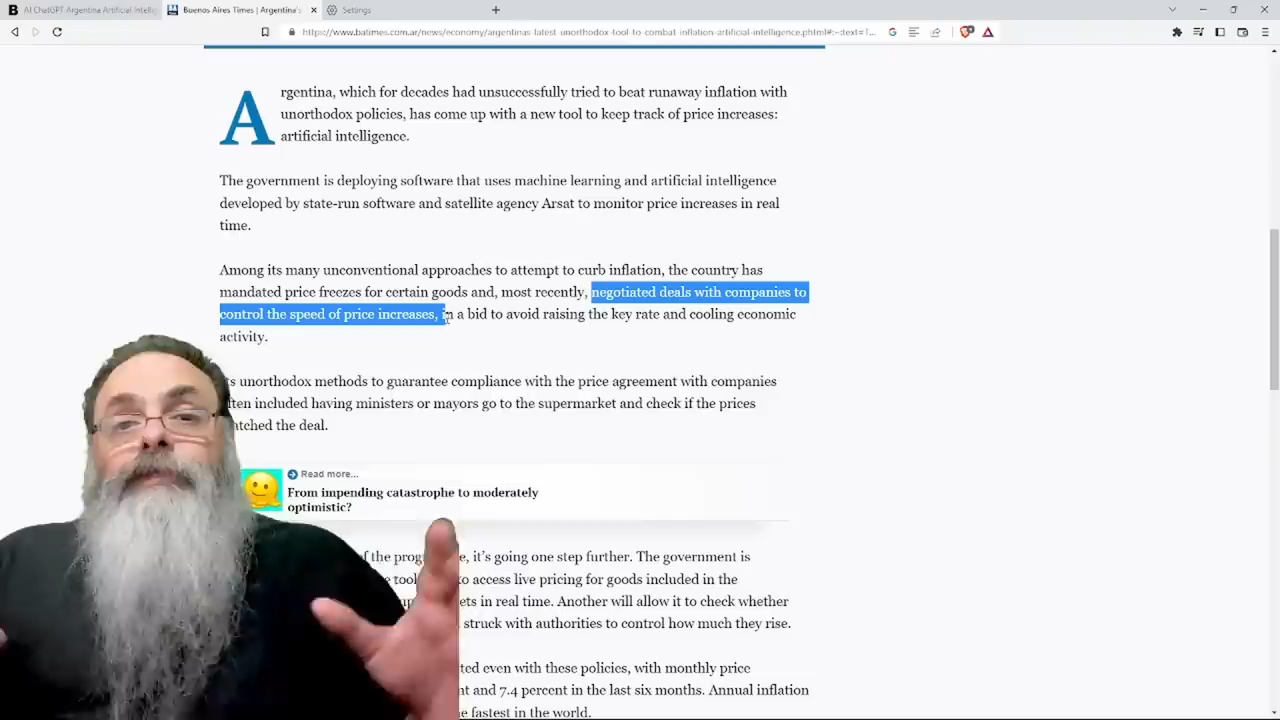 AI ChatGPT Argentina Artificial Intellig
Buenos Aires Times | Argentina's
Settings
https://www.batimes.com.ar/news/economy/argentinas-latest-unorthodox-tool-to-combat-inflation-artificial-intelligence.phtml#:~:text=1...
Argentina, which for decades had unsuccessfully tried to beat runaway inflation with
unorthodox policies, has come up with a new tool to keep track of price increases:
artificial intelligence.
The government is deploying software that uses machine learning and artificial intelligence
developed by state-run software and satellite agency Arsat to monitor price increases in real
time.
Among its many unconventional approaches to attempt to curb inflation, the country has
mandated price freezes for certain goods and, most recently, negotiated deals with companies to
control the speed of price increases, in a bid to avoid raising the key rate and cooling economic
activity.
unorthodox methods to guarantee compliance with the price agreement with companies
included having ministers or mayors go to the supermarket and check if the prices
the deal.
Read more...
From impending catastrophe to moderately
optimistic?
of the it's going one step further. The government is
to access live pricing for goods included in the
in real time. Another will allow it to check whether
struck with authorities to control how much they rise.
even with these policies, with monthly price
and 7.4 percent in the last six months. Annual inflation
fastest in the world.